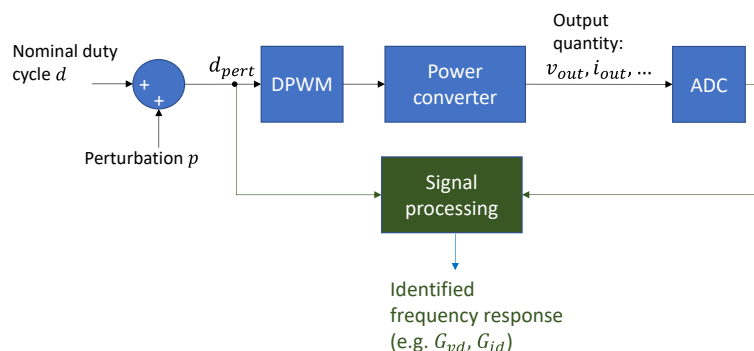 Nominal duty
cycle d
+
+
Perturbation p
d_pert
DPWM
Power
converter
Output
quantity:
v_out, i_out, ...
ADC
Signal
processing
Identified
frequency response
(e.g. G_vd, G_id)